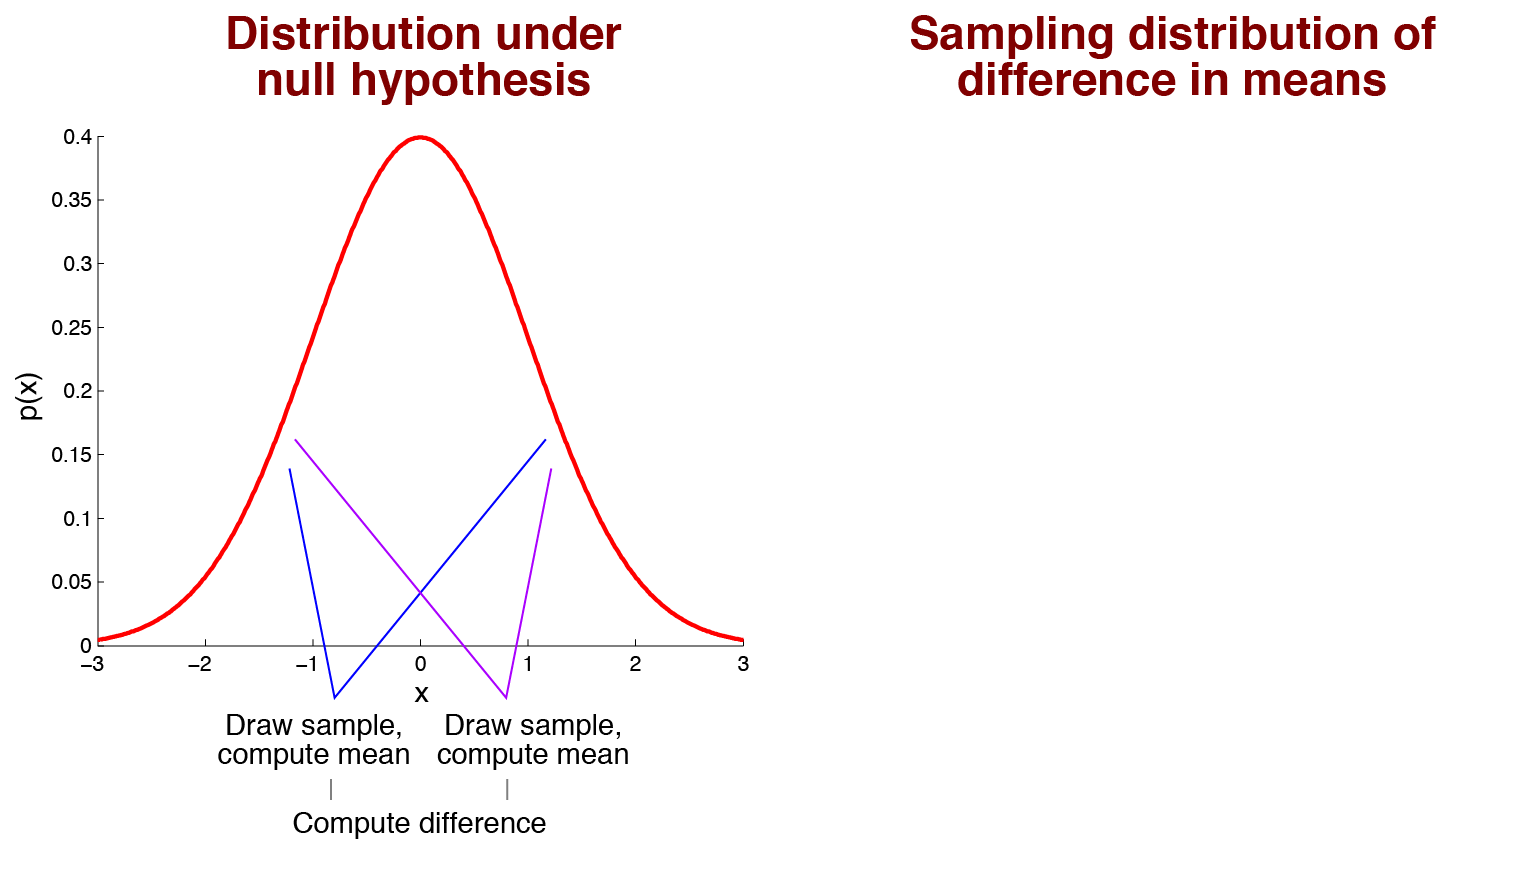 Distribution under
null hypothesis
Sampling distribution of
difference in means
0.4
0.35
0.3
0.25
0.2
0.15
0.1
0.05
0
p(x)
−3
−2
−1
0
1
2
3
x
Draw sample,
compute mean
Draw sample,
compute mean
Compute difference